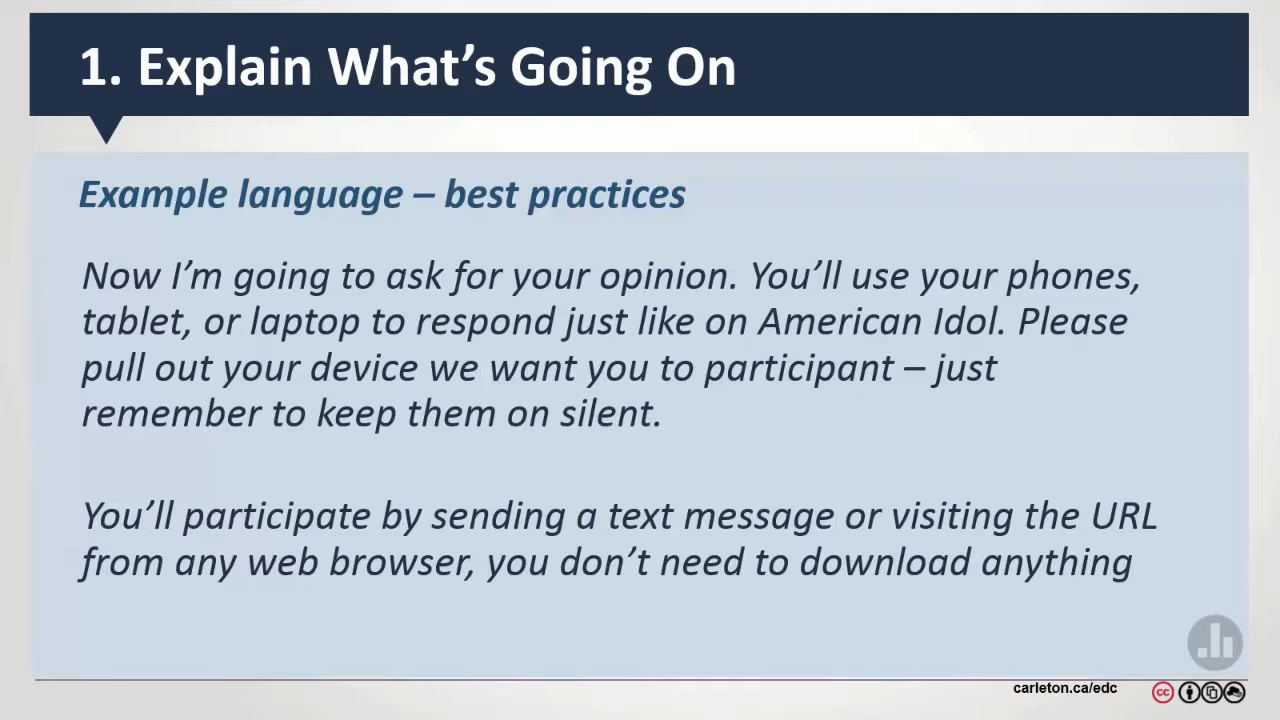 1. Explain What’s Going On
Example language – best practices
Now I’m going to ask for your opinion. You’ll use your phones,
tablet, or laptop to respond just like on American Idol. Please
pull out your device we want you to participant – just
remember to keep them on silent.
You’ll participate by sending a text message or visiting the URL
from any web browser, you don’t need to download anything
carleton.ca/edc
cc